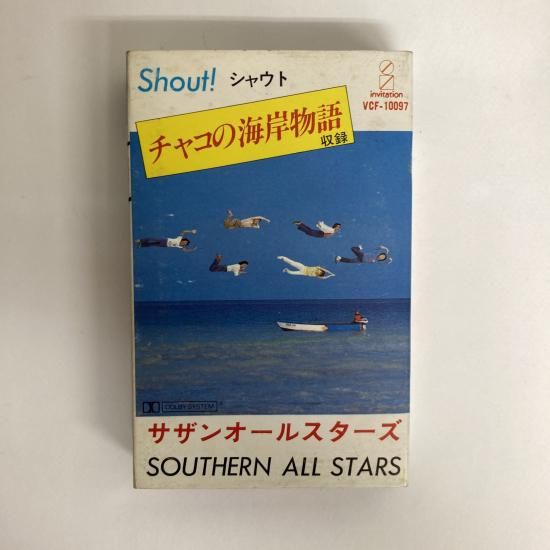 Shout! シャウト
invitation
VCF-10097
チャコの海岸物語
収録
DOLBY SYSTEM
サザンオールスターズ
SOUTHERN ALL STARS